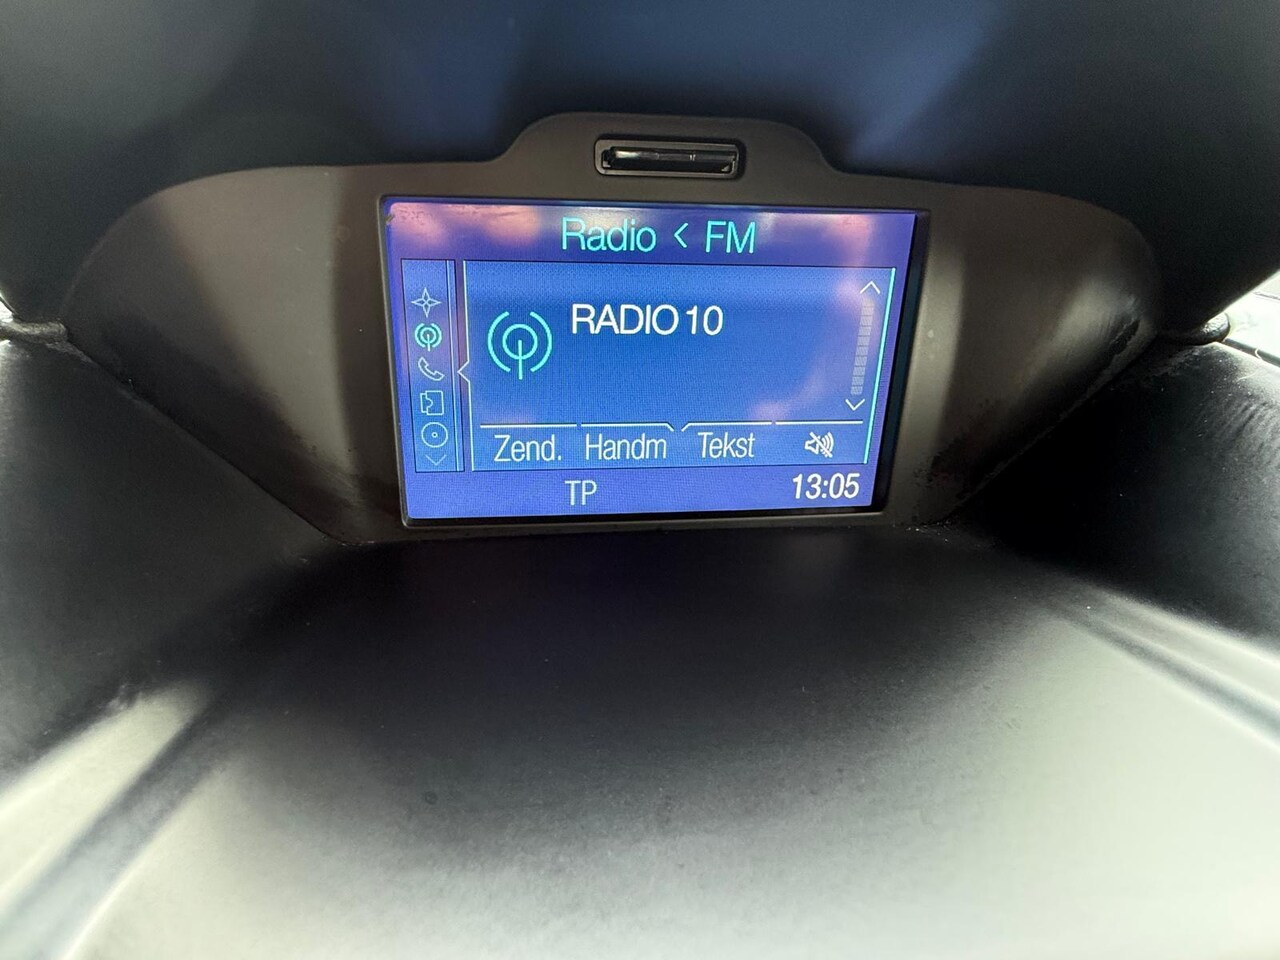 Radio < FM
RADIO 10
Zend. Handm Tekst
TP 13:05